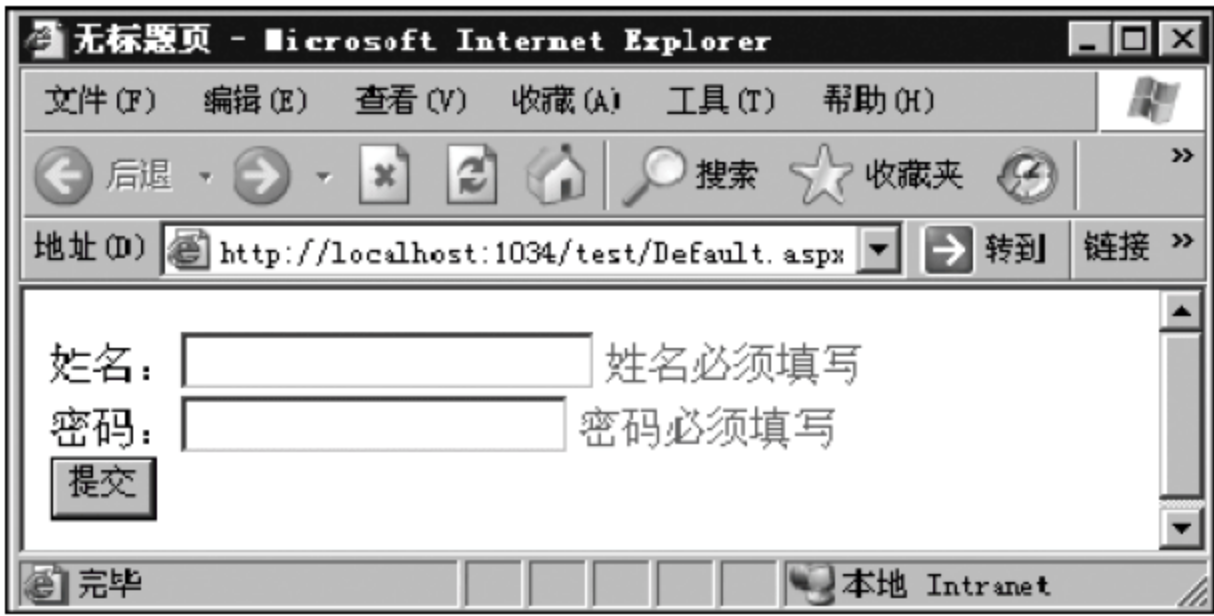 无标题页 - Microsoft Internet Explorer
文件(F) 编辑(E) 查看(V) 收藏(A) 工具(T) 帮助(H)
后退 搜索 收藏夹 »
地址(D) http://localhost:1034/test/Default.aspx 转到 链接 »
姓名： 姓名必须填写
密码： 密码必须填写
提交
完毕 本地 Intranet